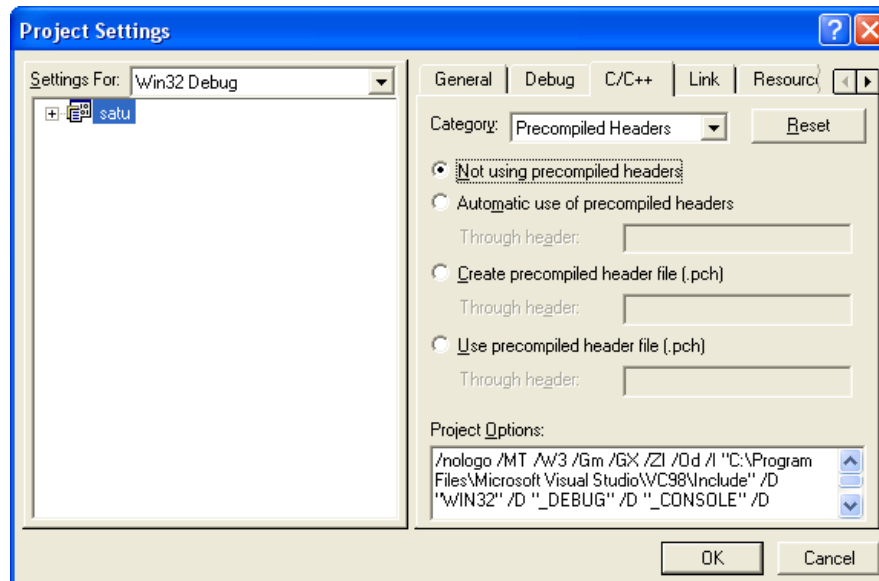 Project Settings
Settings For: Win32 Debug
satu
General Debug C/C++ Link Resourc
Category: Precompiled Headers Reset
Not using precompiled headers
Automatic use of precompiled headers
Through header:
Create precompiled header file (.pch)
Through header:
Use precompiled header file (.pch)
Through header:
Project Options:
/nologo /MT /W3 /Gm /GX /ZI /Od /I "C:\Program
Files\Microsoft Visual Studio\VC98\Include" /D
"WIN32" /D "_DEBUG" /D "_CONSOLE" /D
OK Cancel